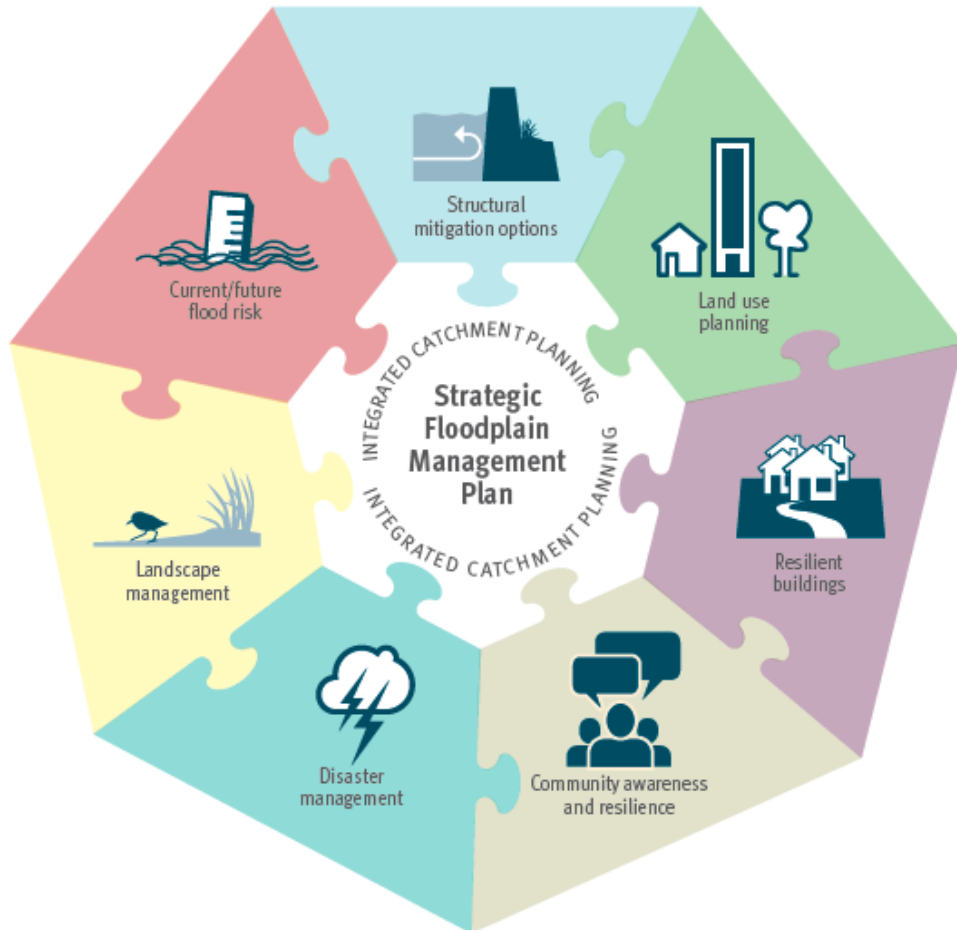 Structural
mitigation options
Land use
planning
Resilient
buildings
Community awareness
and resilience
Disaster
management
Landscape
management
Current/future
flood risk
INTEGRATED CATCHMENT PLANNING
Strategic
Floodplain
Management
Plan
INTEGRATED CATCHMENT PLANNING